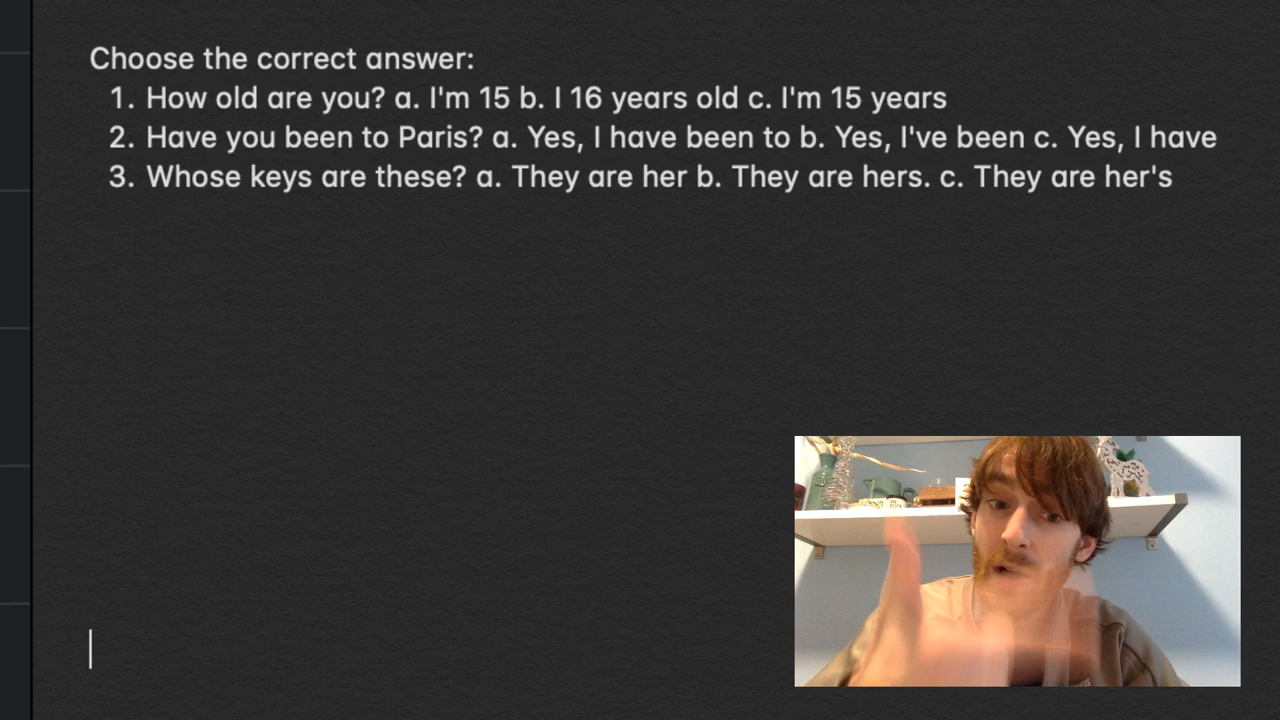 Choose the correct answer:
1. How old are you? a. I'm 15 b. I 16 years old c. I'm 15 years
2. Have you been to Paris? a. Yes, I have been to b. Yes, I've been c. Yes, I have
3. Whose keys are these? a. They are her b. They are hers. c. They are her's